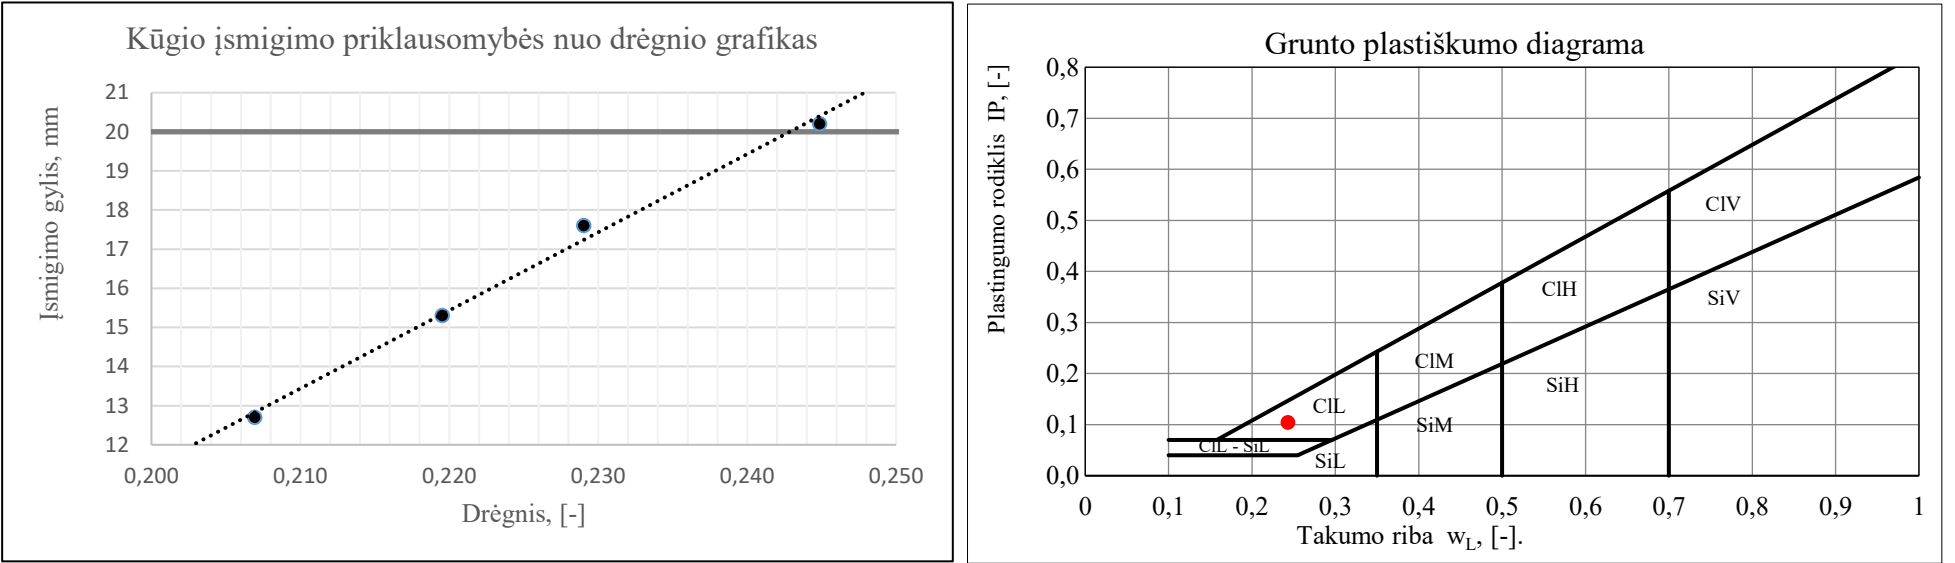 Kūgio įsmigimo priklausomybės nuo drėgnio grafikas
Įsmigimo gylis, mm
21
20
19
18
17
16
15
14
13
12
0,200 0,210 0,220 0,230 0,240 0,250
Drėgnis, [-]
Grunto plastiškumo diagrama
Plastingumo rodiklis IP, [-]
0,8
0,7
0,6
0,5
0,4
0,3
0,2
0,1
0,0
ClV
ClH
SiV
ClM
SiH
ClL
SiM
ClL - SiL
SiL
0 0,1 0,2 0,3 0,4 0,5 0,6 0,7 0,8 0,9 1
Takumo riba w_L, [-].